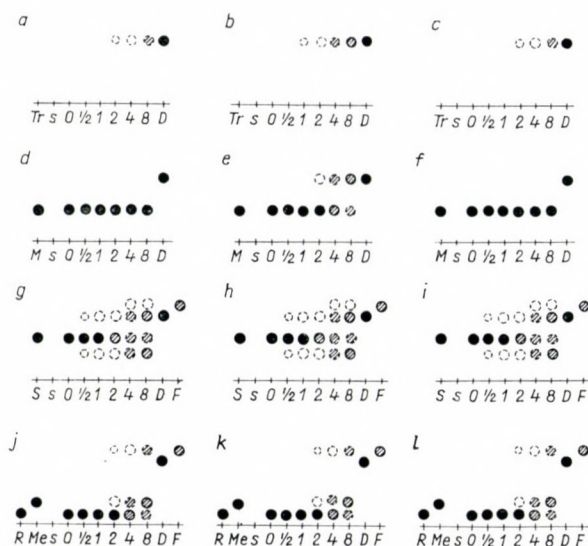 a b c
Tr s 0 ½ 1 2 4 8 D Tr s 0 ½ 1 2 4 8 D Tr s 0 ½ 1 2 4 8 D
d e f
M s 0 ½ 1 2 4 8 D M s 0 ½ 1 2 4 8 D M s 0 ½ 1 2 4 8 D
g h i
S s 0 ½ 1 2 4 8 D F S s 0 ½ 1 2 4 8 D F S s 0 ½ 1 2 4 8 D F
j k l
R Me s 0 ½ 1 2 4 8 D F R Me s 0 ½ 1 2 4 8 D F R Me s 0 ½ 1 2 4 8 D F